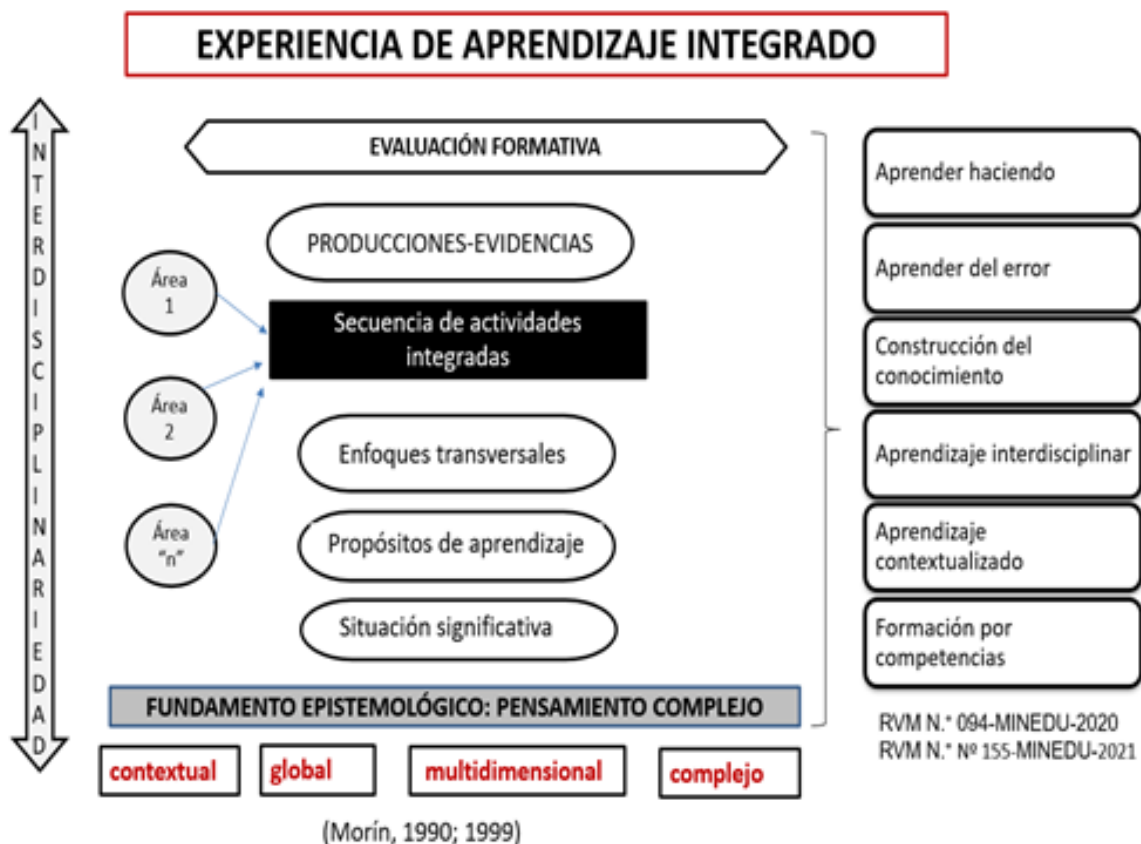 EXPERIENCIA DE APRENDIZAJE INTEGRADO
INTERDISCIPLINARIEDAD
EVALUACIÓN FORMATIVA
PRODUCCIONES-EVIDENCIAS
Área
1
Área
2
Área
“n”
Secuencia de actividades
integradas
Enfoques transversales
Propósitos de aprendizaje
Situación significativa
FUNDAMENTO EPISTEMOLÓGICO: PENSAMIENTO COMPLEJO
contextual
global
multidimensional
complejo
(Morín, 1990; 1999)
Aprender haciendo
Aprender del error
Construcción del
conocimiento
Aprendizaje interdisciplinar
Aprendizaje
contextualizado
Formación por
competencias
RVM N.° 094-MINEDU-2020
RVM N.° Nº 155-MINEDU-2021